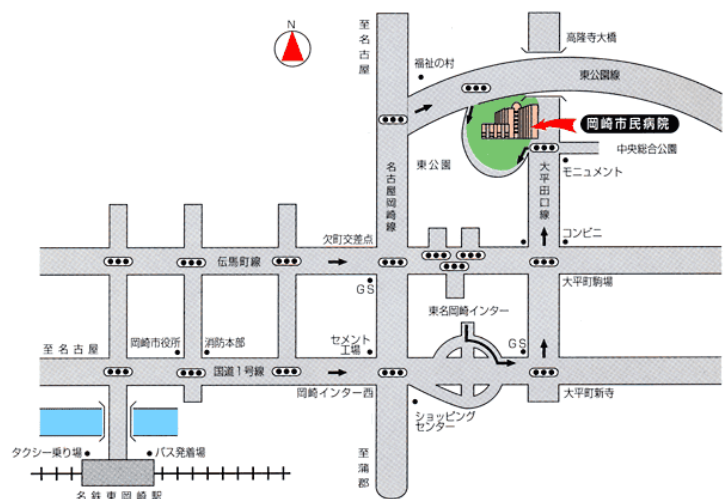 N
至名古屋
高隆寺大橋
福祉の村
東公園線
岡崎市民病院
中央総合公園
東公園
モニュメント
名古屋岡崎線
大平田口線
欠町交差点
コンビニ
伝馬町線
GS
大平町駒場
東名岡崎インター
岡崎市役所
消防本部
セメント
工場
GS
至名古屋
国道1号線
岡崎インター西
大平町新寺
ショッピング
センター
タクシー乗り場
バス発着場
至蒲郡
名鉄東岡崎駅